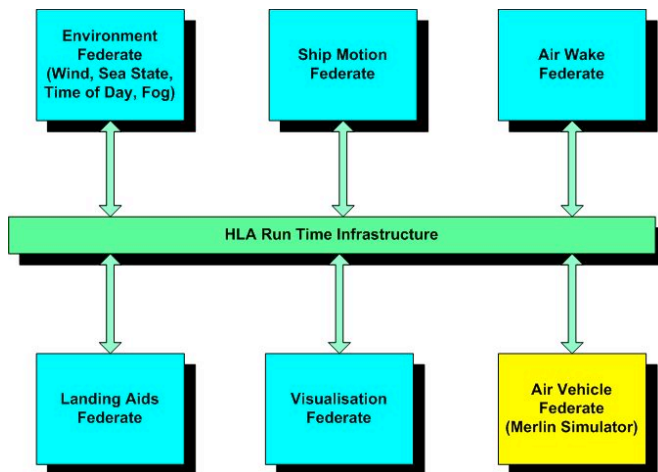 Environment
Federate
(Wind, Sea State,
Time of Day, Fog)
Ship Motion
Federate
Air Wake
Federate
HLA Run Time Infrastructure
Landing Aids
Federate
Visualisation
Federate
Air Vehicle
Federate
(Merlin Simulator)